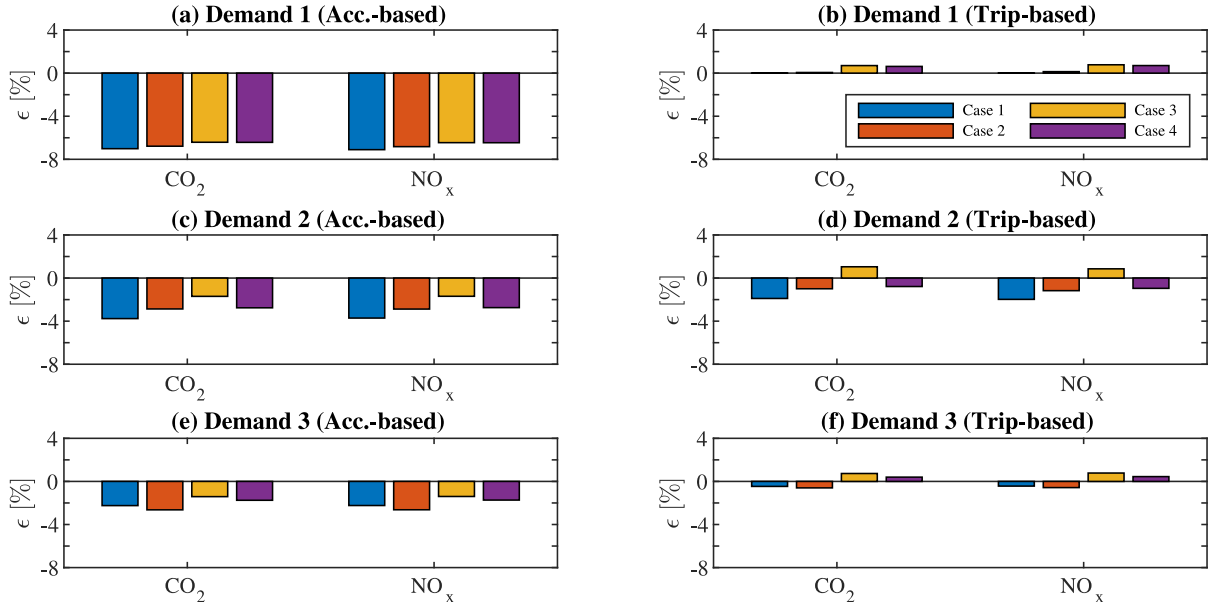 (a) Demand 1 (Acc.-based)
4
0
-4
-8
ϵ [%]
CO2
NOx
(b) Demand 1 (Trip-based)
4
0
-4
-8
ϵ [%]
Case 1
Case 3
Case 2
Case 4
CO2
NOx
(c) Demand 2 (Acc.-based)
4
0
-4
-8
ϵ [%]
CO2
NOx
(d) Demand 2 (Trip-based)
4
0
-4
-8
ϵ [%]
CO2
NOx
(e) Demand 3 (Acc.-based)
4
0
-4
-8
ϵ [%]
CO2
NOx
(f) Demand 3 (Trip-based)
4
0
-4
-8
ϵ [%]
CO2
NOx